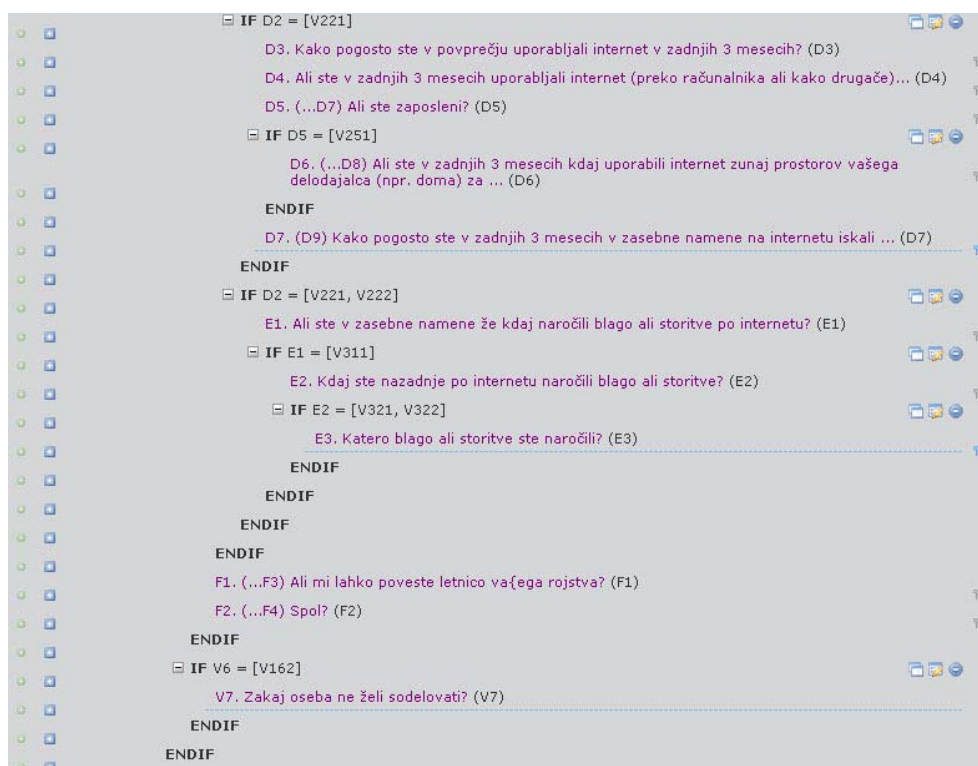 IF D2 = [V221]
D3. Kako pogosto ste v povprečju uporabljali internet v zadnjih 3 mesecih? (D3)
D4. Ali ste v zadnjih 3 mesecih uporabljali internet (preko računalnika ali kako drugače)... (D4)
D5. (...D7) Ali ste zaposleni? (D5)
IF D5 = [V251]
D6. (...D8) Ali ste v zadnjih 3 mesecih kdaj uporabili internet zunaj prostorov vašega
delodajalca (npr. doma) za ... (D6)
ENDIF
D7. (D9) Kako pogosto ste v zadnjih 3 mesecih v zasebne namene na internetu iskali ... (D7)
ENDIF
IF D2 = [V221, V222]
E1. Ali ste v zasebne namene že kdaj naročili blago ali storitve po internetu? (E1)
IF E1 = [V311]
E2. Kdaj ste nazadnje po internetu naročili blago ali storitve? (E2)
IF E2 = [V321, V322]
E3. Katero blago ali storitve ste naročili? (E3)
ENDIF
ENDIF
ENDIF
ENDIF
F1. (...F3) Ali mi lahko poveste letnico va{ega rojstva? (F1)
F2. (...F4) Spol? (F2)
ENDIF
IF V6 = [V162]
V7. Zakaj oseba ne želi sodelovati? (V7)
ENDIF
ENDIF